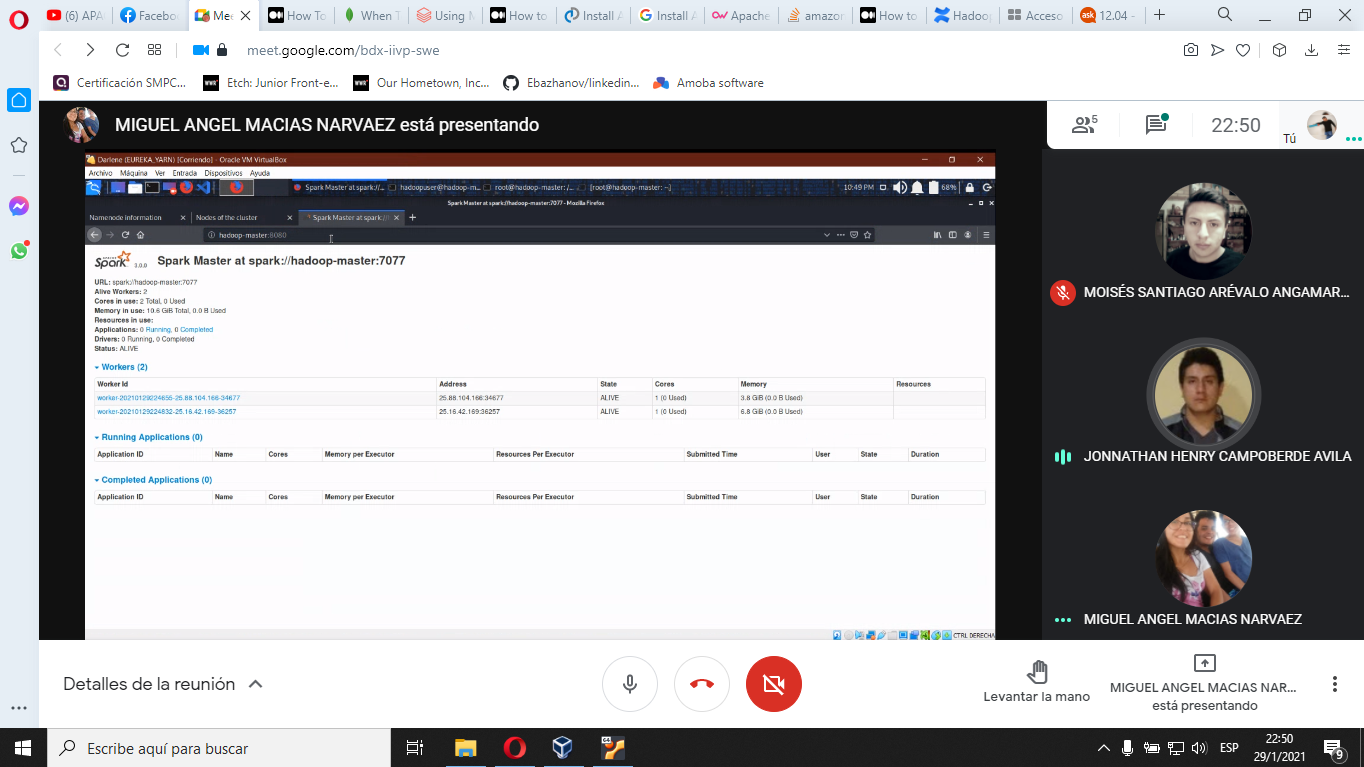 (6) APA
Facebo
Me
How To
When T
Using M
How to
Install A
Install A
Apache
amazon
How to
Hadoop
Acceso
12.04 -
meet.google.com/bdx-iivp-swe
Certificación SMPC...
Etch: Junior Front-e...
Our Hometown, Inc...
Ebazhanov/linkedin...
Amoba software
MIGUEL ANGEL MACIAS NARVAEZ está presentando
5
22:50
Tú
Darlene (EUREKA_YARN) [Corriendo] - Oracle VM VirtualBox
Archivo Máquina Ver Entrada Dispositivos Ayuda
Spark Master at spark://...
hadoopuser@hadoop-m...
root@hadoop-master: /...
[root@hadoop-master: ~]
10:49 PM
68%
Spark Master at spark://hadoop-master:7077 - Mozilla Firefox
Namenode information
Nodes of the cluster
Spark Master at spark://
hadoop-master:8080
Spark 3.0.0
Spark Master at spark://hadoop-master:7077
URL: spark://hadoop-master:7077
Alive Workers: 2
Cores in use: 2 Total, 0 Used
Memory in use: 10.6 GiB Total, 0.0 B Used
Resources in use:
Applications: 0 Running, 0 Completed
Drivers: 0 Running, 0 Completed
Status: ALIVE
Workers (2)
Worker Id Address State Cores Memory Resources
worker-20210129224655-25.88.104.166-34677 25.88.104.166:34677 ALIVE 1 (0 Used) 3.8 GiB (0.0 B Used)
worker-20210129224832-25.16.42.169-36257 25.16.42.169:36257 ALIVE 1 (0 Used) 6.8 GiB (0.0 B Used)
Running Applications (0)
Application ID Name Cores Memory per Executor Resources Per Executor Submitted Time User State Duration
Completed Applications (0)
Application ID Name Cores Memory per Executor Resources Per Executor Submitted Time User State Duration
CTRL DERECHA
MOISÉS SANTIAGO ARÉVALO ANGAMAR...
JONNATHAN HENRY CAMPOBERDE AVILA
MIGUEL ANGEL MACIAS NARVAEZ
Detalles de la reunión
Levantar la mano
MIGUEL ANGEL MACIAS NAR...
está presentando
Escribe aquí para buscar
ESP
22:50
29/1/2021
9